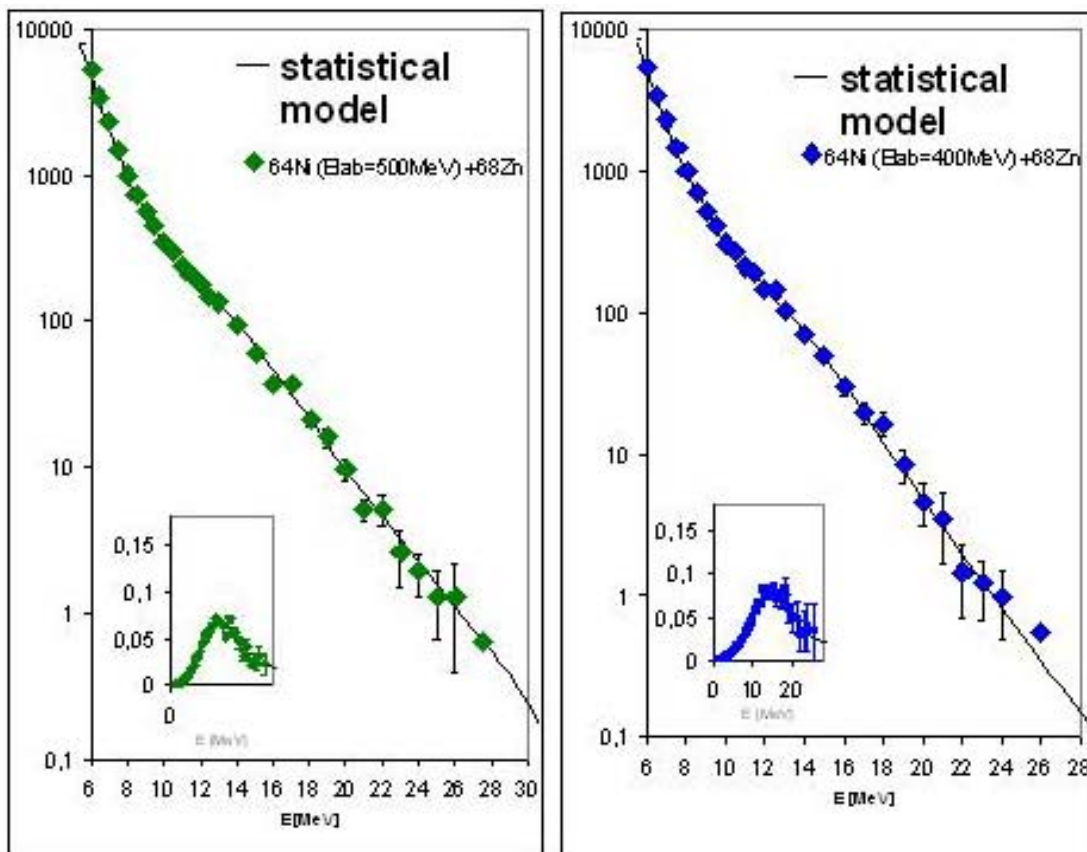 10000
1000
100
10
1
0,1
statistical
model
64Ni (Elab=500MeV) +68Zn
0,15
0,1
0,05
0
0
E [MeV]
6 8 10 12 14 16 18 20 22 24 26 28 30
E[MeV]
10000
1000
100
10
1
0,1
statistical
model
64Ni (Elab=400MeV) +68Zn
0,15
0,1
0,05
0
0 10 20
E [MeV]
6 8 10 12 14 16 18 20 22 24 26 28
E[MeV]